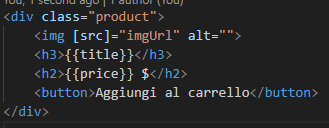 You, 1 second ago | 1 author (You)
<div class="product">
<img [src]="imgUrl" alt="">
<h3>{{title}}</h3>
<h2>{{price}} $</h2>
<button>Aggiungi al carrello</button>
</div>